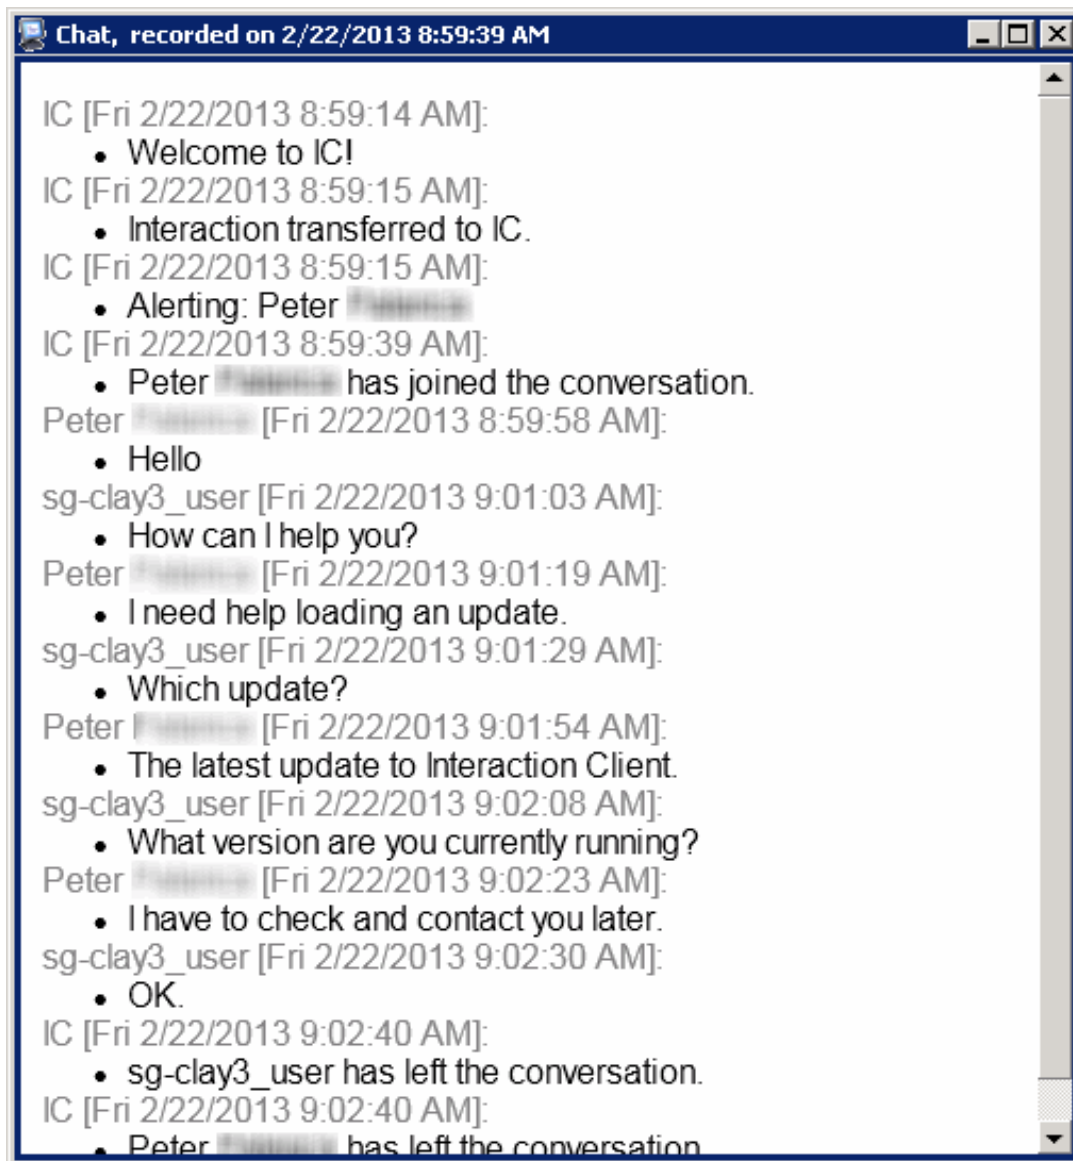 Chat, recorded on 2/22/2013 8:59:39 AM
IC [Fri 2/22/2013 8:59:14 AM]:
• Welcome to IC!
IC [Fri 2/22/2013 8:59:15 AM]:
• Interaction transferred to IC.
IC [Fri 2/22/2013 8:59:15 AM]:
• Alerting: Peter
IC [Fri 2/22/2013 8:59:39 AM]:
• Peter has joined the conversation.
Peter [Fri 2/22/2013 8:59:58 AM]:
• Hello
sg-clay3_user [Fri 2/22/2013 9:01:03 AM]:
• How can I help you?
Peter [Fri 2/22/2013 9:01:19 AM]:
• I need help loading an update.
sg-clay3_user [Fri 2/22/2013 9:01:29 AM]:
• Which update?
Peter [Fri 2/22/2013 9:01:54 AM]:
• The latest update to Interaction Client.
sg-clay3_user [Fri 2/22/2013 9:02:08 AM]:
• What version are you currently running?
Peter [Fri 2/22/2013 9:02:23 AM]:
• I have to check and contact you later.
sg-clay3_user [Fri 2/22/2013 9:02:30 AM]:
• OK.
IC [Fri 2/22/2013 9:02:40 AM]:
• sg-clay3_user has left the conversation.
IC [Fri 2/22/2013 9:02:40 AM]:
• Peter has left the conversation